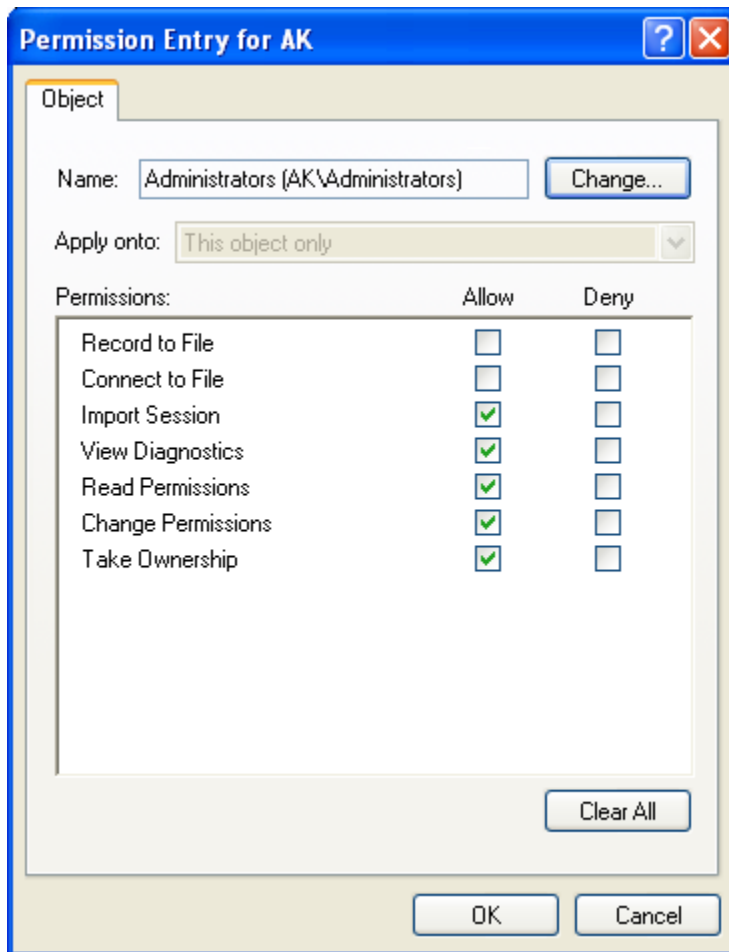 Permission Entry for AK
Object
Name: Administrators (AK\Administrators) Change...
Apply onto: This object only
Permissions: Allow Deny
Record to File
Connect to File
Import Session
View Diagnostics
Read Permissions
Change Permissions
Take Ownership
Clear All
OK Cancel